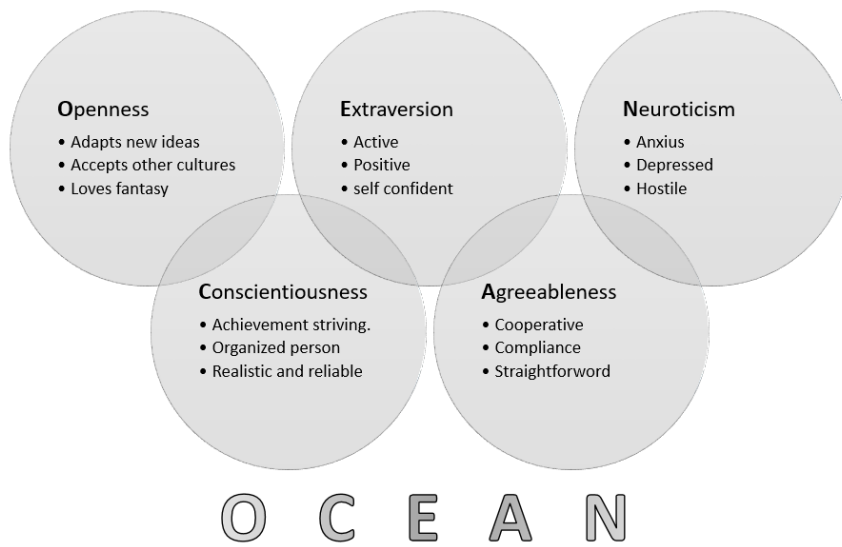 Openness
• Adapts new ideas
• Accepts other cultures
• Loves fantasy
Extraversion
• Active
• Positive
• self confident
Neuroticism
• Anxius
• Depressed
• Hostile
Conscientiousness
• Achievement striving.
• Organized person
• Realistic and reliable
Agreeableness
• Cooperative
• Compliance
• Straightforword
O C E A N